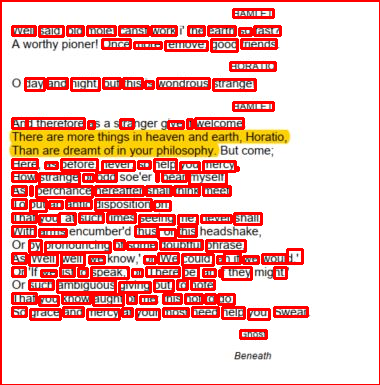 HAMLET
Well said, old mole! canst work i' the earth so fast?
A worthy pioner! Once more remove, good friends.
HORATIO
O day and night, but this is wondrous strange!
HAMLET
And therefore as a stranger give it welcome.
There are more things in heaven and earth, Horatio,
Than are dreamt of in your philosophy. But come;
Here, as before, never, so help you mercy,
How strange or odd soe'er I bear myself,
As I perchance hereafter shall think meet
To put an antic disposition on,
That you, at such times seeing me, never shall,
With arms encumber'd thus, or this headshake,
Or by pronouncing of some doubtful phrase,
As 'Well, well, we know,' or 'We could, an if we would,'
Or 'If we list to speak,' or 'There be, an if they might,'
Or such ambiguous giving out, to note
That you know aught of me: this not to do,
So grace and mercy at your most need help you, Swear.
Ghost
Beneath